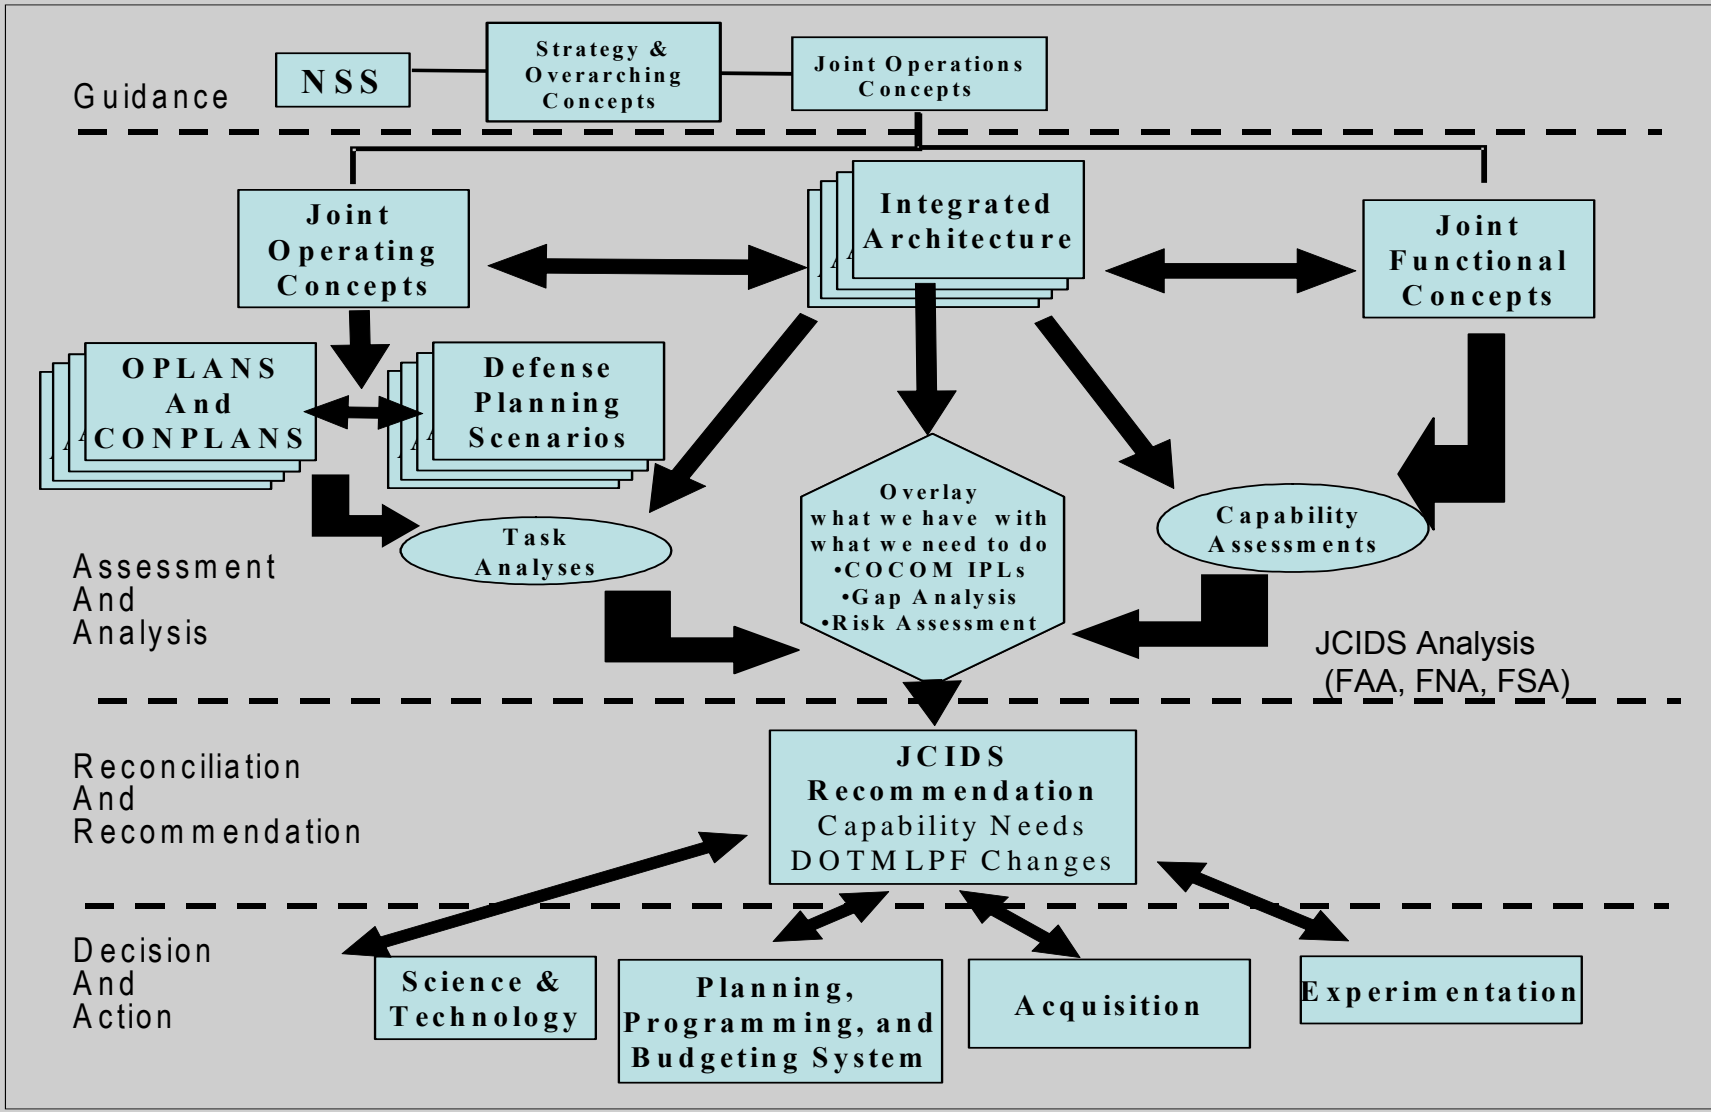 Guidance
NSS
Strategy &
Overarching
Concepts
Joint Operations
Concepts
Joint
Operating
Concepts
Integrated
Architecture
A
A
A
Joint
Functional
Concepts
OPLANS
And
CONPLANS
A
A
A
Defense
Planning
Scenarios
A
A
A
Task
Analyses
Overlay
what we have with
what we need to do
•COCOM IPLs
•Gap Analysis
•Risk Assessment
Capability
Assessments
Assessment
And
Analysis
JCIDS Analysis
(FAA, FNA, FSA)
Reconciliation
And
Recommendation
JCIDS
Recommendation
Capability Needs
DOTMLPF Changes
Decision
And
Action
Science &
Technology
Planning,
Programming, and
Budgeting System
Acquisition
Experimentation